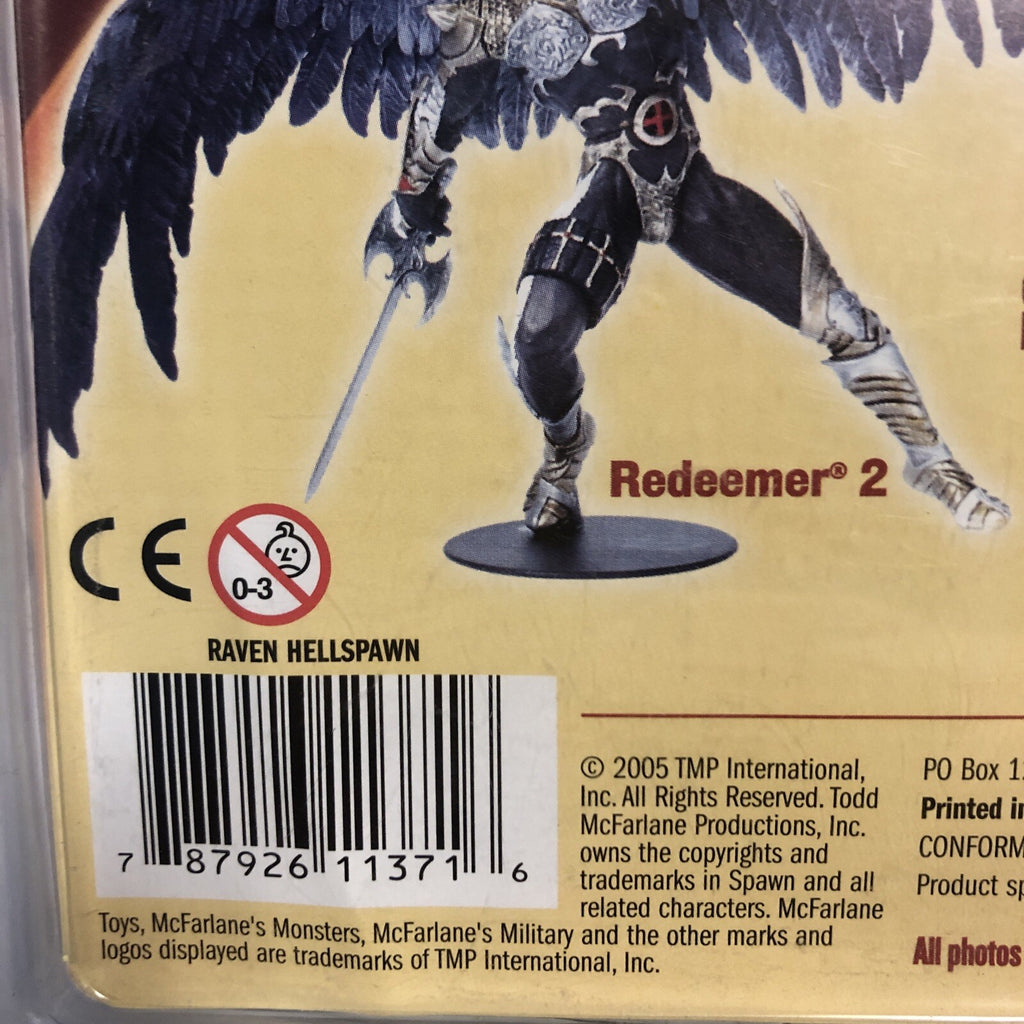 Redeemer® 2
CE
0-3
RAVEN HELLSPAWN
7 87926 11371 6
© 2005 TMP International,
Inc. All Rights Reserved. Todd
McFarlane Productions, Inc.
owns the copyrights and
trademarks in Spawn and all
related characters. McFarlane
Toys, McFarlane's Monsters, McFarlane's Military and the other marks and
logos displayed are trademarks of TMP International, Inc.
PO Box
Printed in
CONFORM
Product
All photos